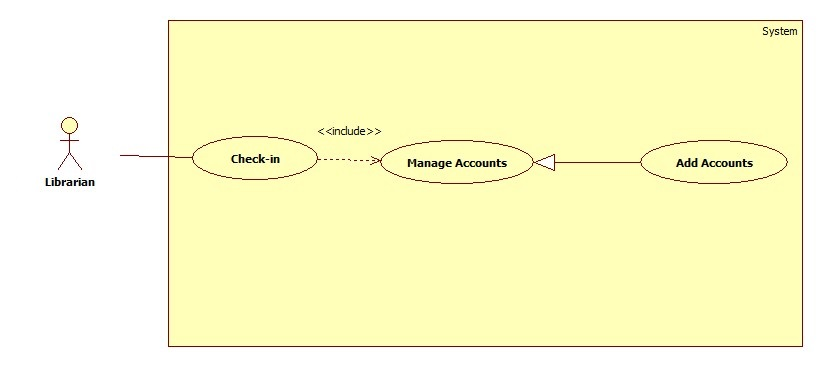 System
<<include>>
Check-in
Manage Accounts
Add Accounts
Librarian